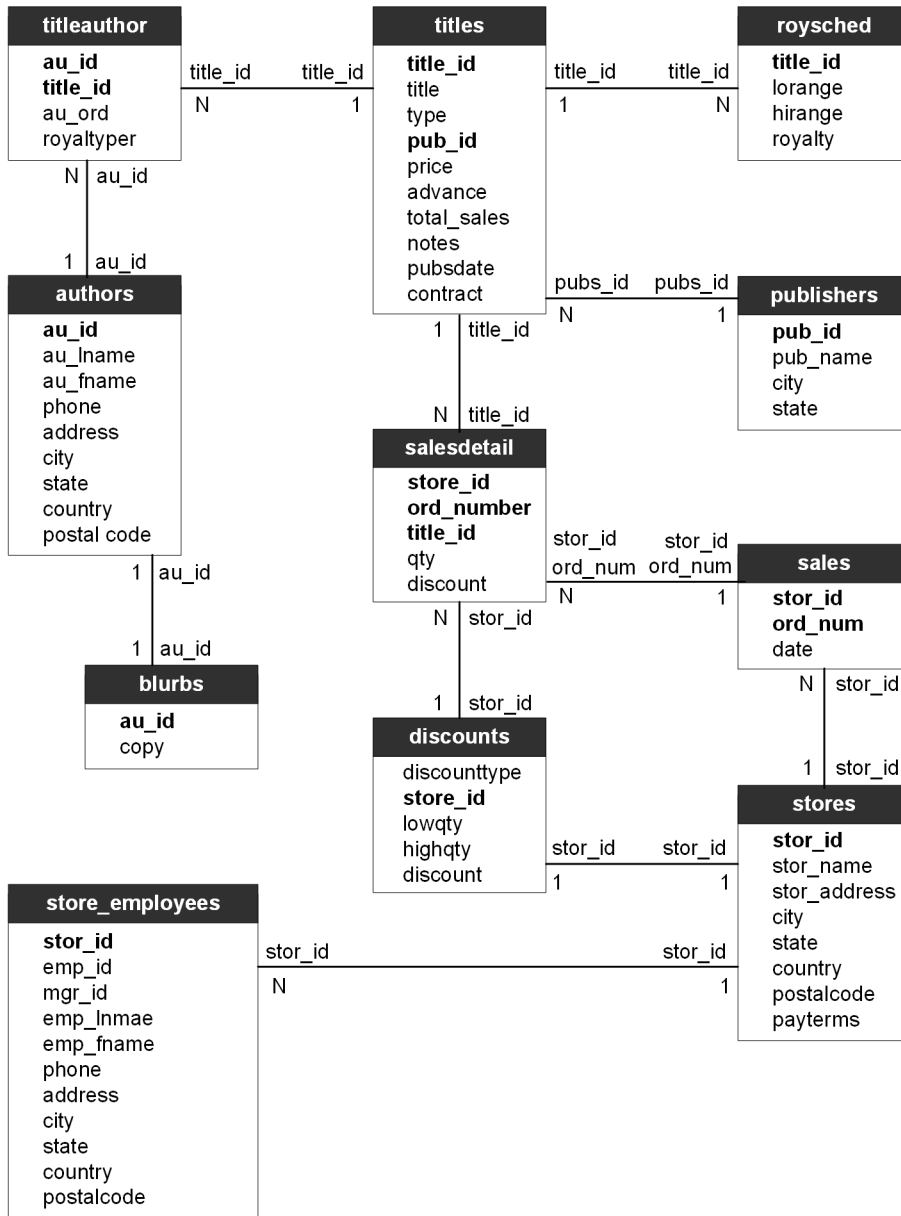 titleauthor
au_id
title_id
au_ord
royaltyper
title_id
N
title_id
1
titles
title_id
title
type
pub_id
price
advance
total_sales
notes
pubsdate
contract
title_id
1
title_id
N
roysched
title_id
lorange
hirange
royalty
N
au_id
1
au_id
authors
au_id
au_lname
au_fname
phone
address
city
state
country
postal code
pubs_id
N
pubs_id
1
publishers
pub_id
pub_name
city
state
1
title_id
N
title_id
salesdetail
store_id
ord_number
title_id
qty
discount
stor_id
ord_num
N
stor_id
ord_num
1
sales
stor_id
ord_num
date
1
au_id
1
au_id
blurbs
au_id
copy
N
stor_id
1
stor_id
discounts
discounttype
store_id
lowqty
highqty
discount
N
stor_id
1
stor_id
stor_id
1
stor_id
1
stores
stor_id
stor_name
stor_address
city
state
country
postalcode
payterms
store_employees
stor_id
emp_id
mgr_id
emp_lnmae
emp_fname
phone
address
city
state
country
postalcode
stor_id
N
stor_id
1